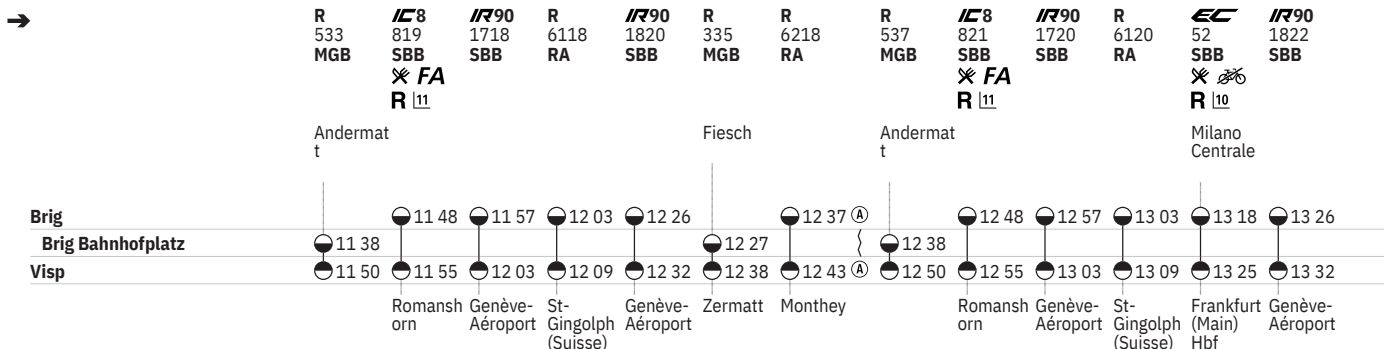 ➔ R IC8 IR90 R IR90 R R R IC8 IR90 R EC IR90
533 819 1718 6118 1820 335 6218 537 821 1720 6120 52 1822
MGB SBB SBB RA SBB MGB RA MGB SBB SBB RA SBB SBB
FA FA
R 11 R 11 R 10
Andermat Fiesch Andermat Milano
t t Centrale
Brig 11 48 11 57 12 03 12 26 12 37 Ⓐ 12 48 12 57 13 03 13 18 13 26
Brig Bahnhofplatz 11 38 12 27 12 38
Visp 11 50 11 55 12 03 12 09 12 32 12 38 12 43 Ⓐ 12 50 12 55 13 03 13 09 13 25 13 32
Romansh Genève- St- Genève- Zermatt Monthey Romansh Genève- St- Frankfurt Genève-
orn Aéroport Gingolph Aéroport orn Aéroport Gingolph (Main) Aéroport
(Suisse) (Suisse) Hbf